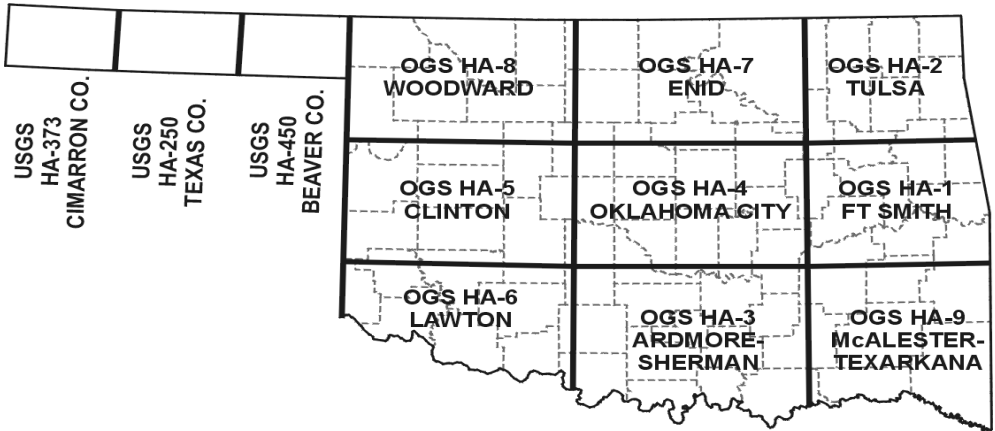 OGS HA-8
WOODWARD
OGS HA-7
ENID
OGS HA-2
TULSA
USGS
HA-373
CIMARRON CO.
USGS
HA-250
TEXAS CO.
USGS
HA-450
BEAVER CO.
OGS HA-5
CLINTON
OGS HA-4
OKLAHOMA CITY
OGS HA-1
FT SMITH
OGS HA-6
LAWTON
OGS HA-3
ARDMORE-
SHERMAN
OGS HA-9
McALESTER-
TEXARKANA